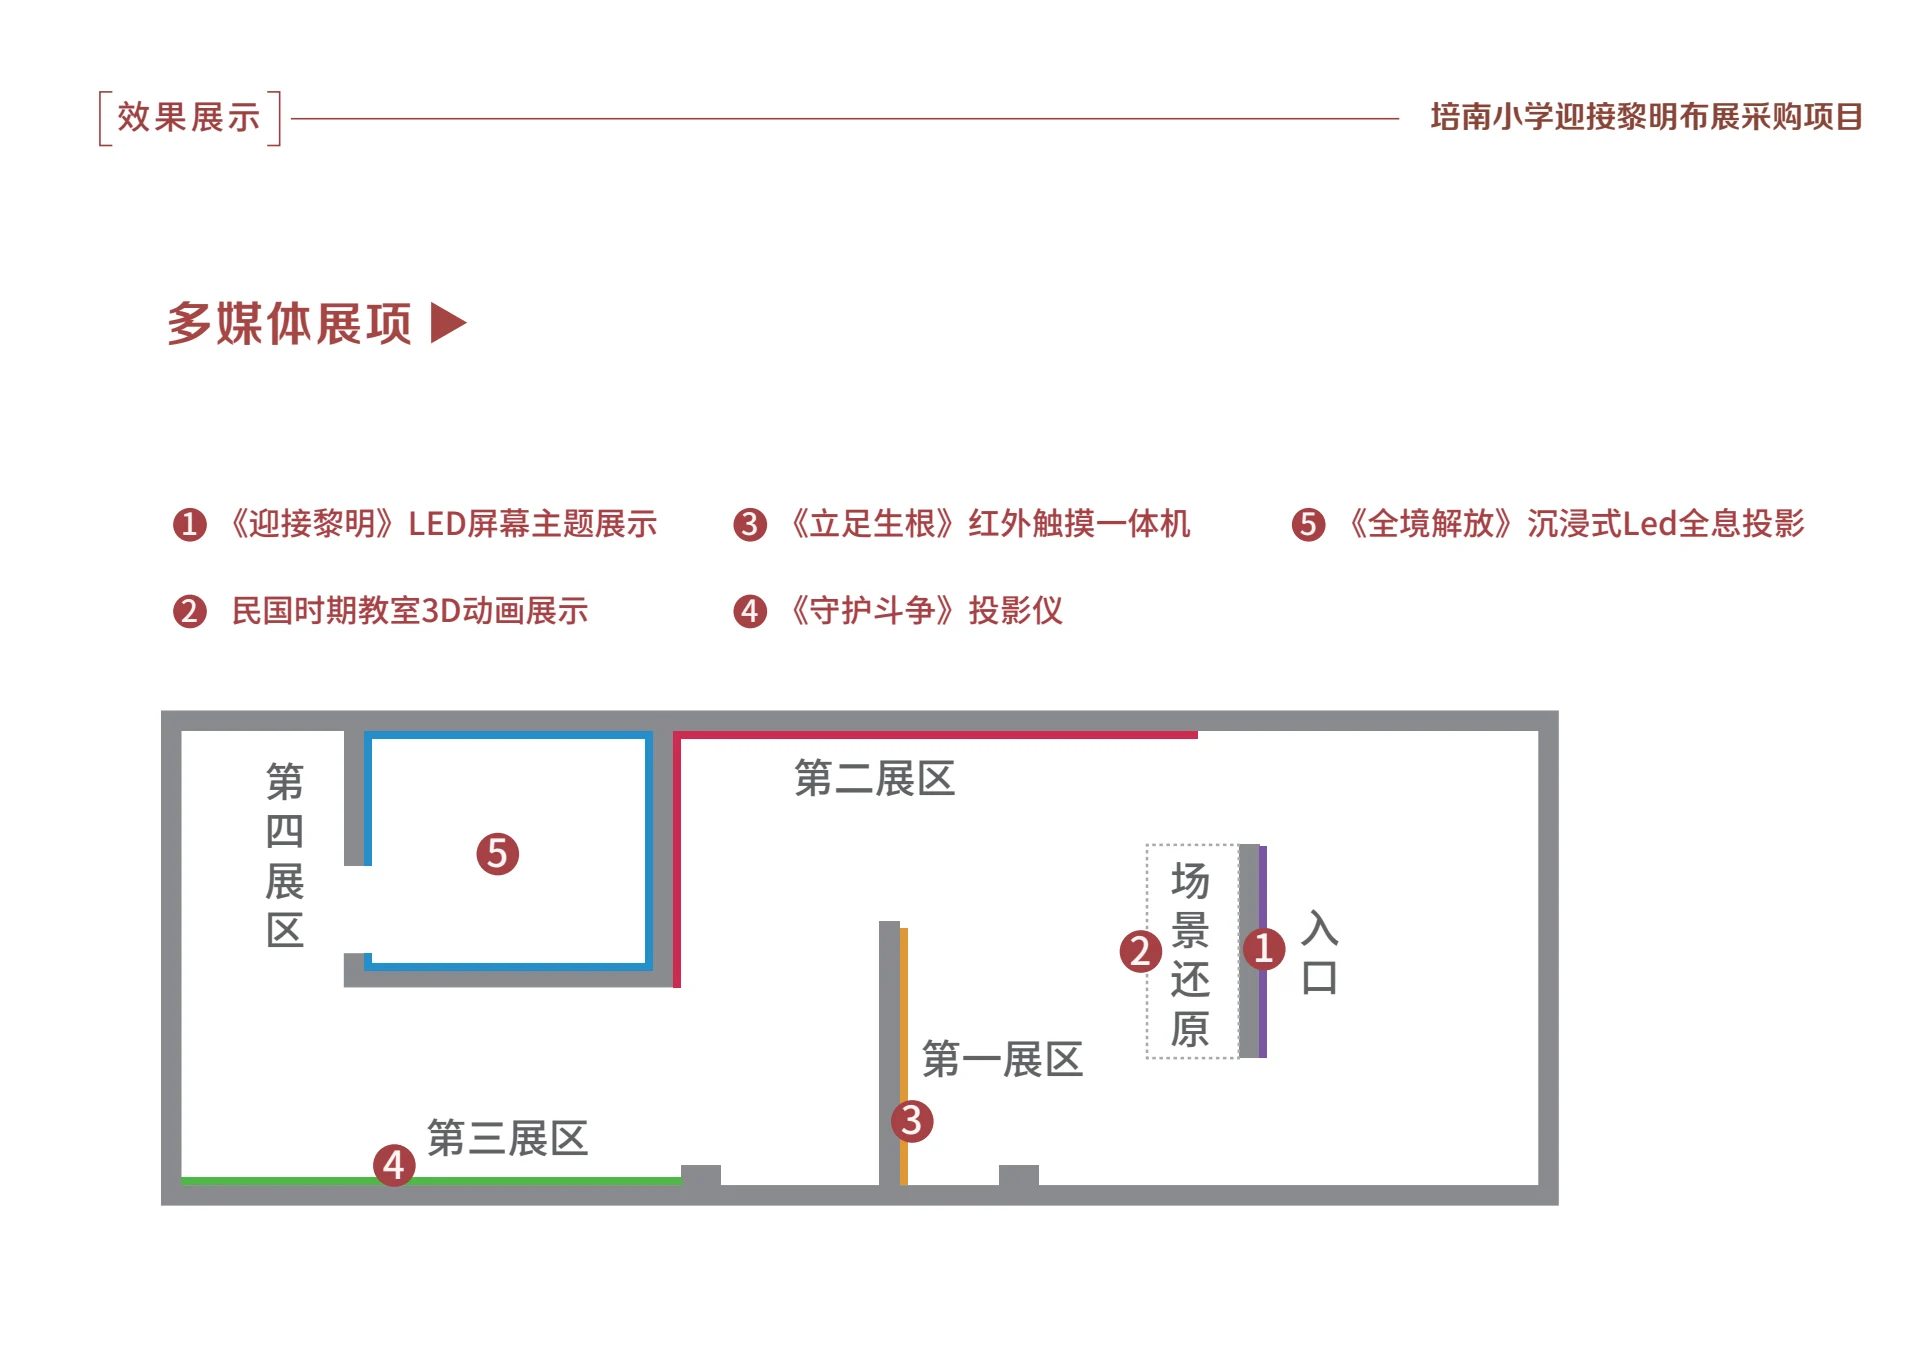 效果展示
培南小学迎接黎明布展采购项目
多媒体展项
1 《迎接黎明》LED屏幕主题展示
3 《立足生根》红外触摸一体机
5 《全境解放》沉浸式Led全息投影
2 民国时期教室3D动画展示
4 《守护斗争》投影仪
第四展区
5
第二展区
场景还原
2
1
入口
第一展区
3
第三展区
4